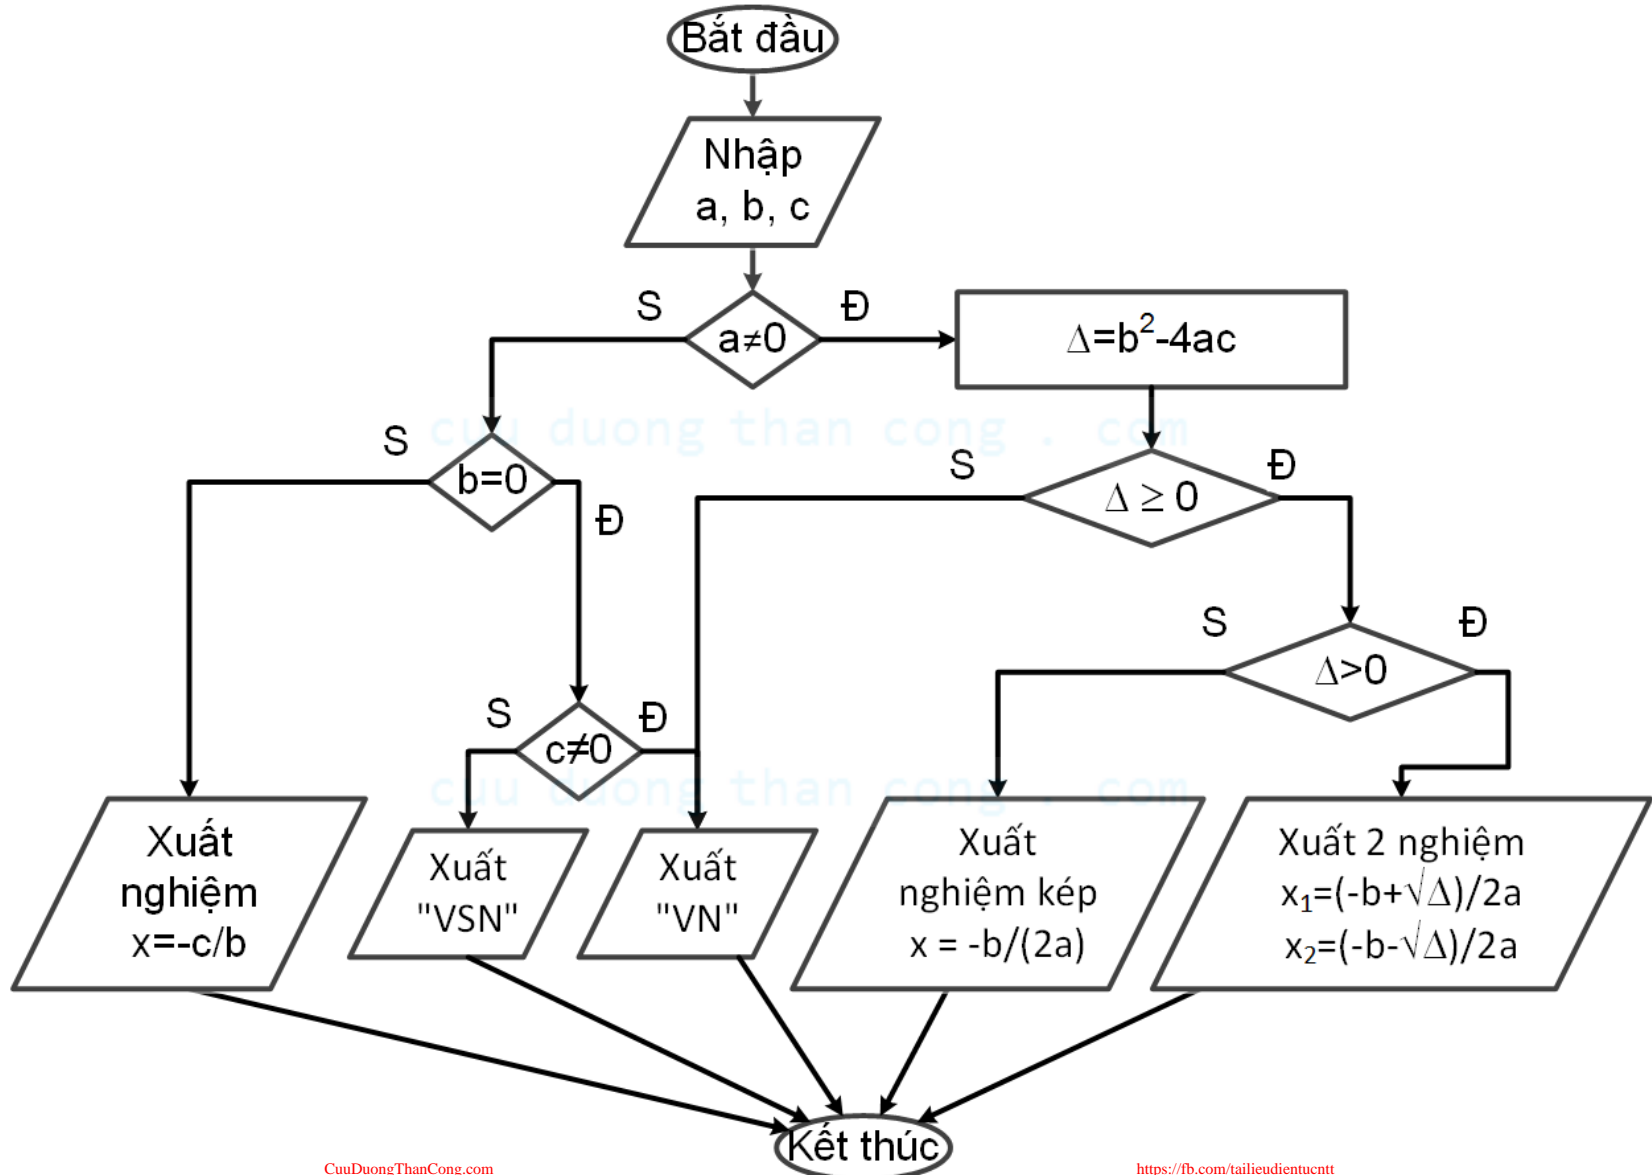 Bắt đầu
Nhập
a, b, c
S
Đ
a≠0
Δ=b²-4ac
cuu duong than cong . com
S
b=0
Đ
S
Đ
Δ ≥ 0
S
Đ
Δ>0
S
Đ
c≠0
cuu duong than cong . com
Xuất
nghiệm
x=-c/b
Xuất
"VSN"
Xuất
"VN"
Xuất
nghiệm kép
x = -b/(2a)
Xuất 2 nghiệm
x₁=(-b+√Δ)/2a
x₂=(-b-√Δ)/2a
Kết thúc
CuuDuongThanCong.com
https://fb.com/tailieudientucntt